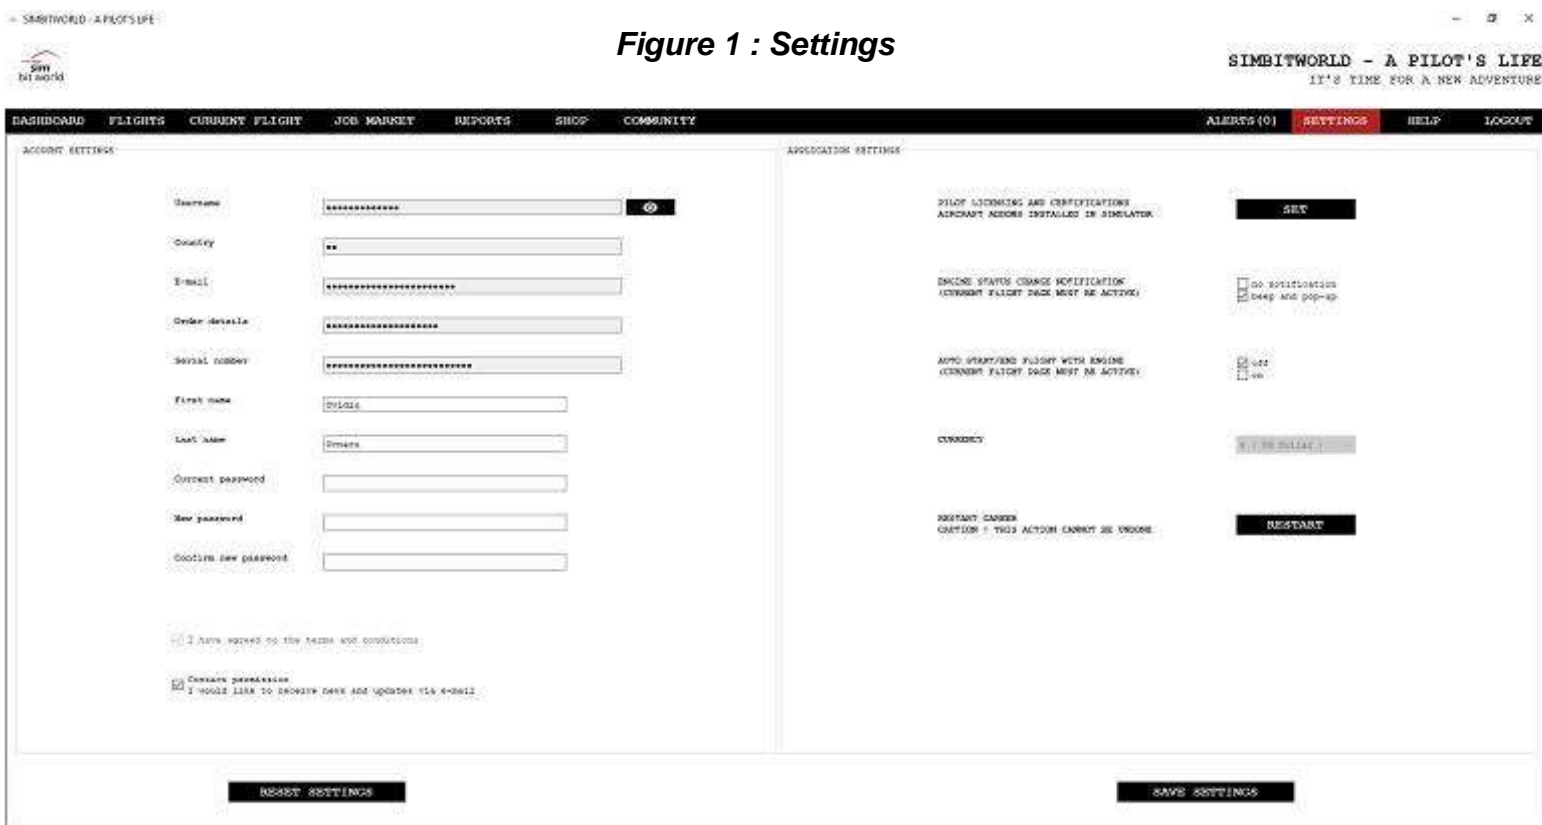 SIMBITWORLD - A PILOT'S LIFE
Figure 1 : Settings
sim
bit world
SIMBITWORLD - A PILOT'S LIFE
IT'S TIME FOR A NEW ADVENTURE
DASHBOARD FLIGHTS CURRENT FLIGHT JOB MARKET REPORTS SHOP COMMUNITY ALERTS(0) SETTINGS HELP LOGOUT
ACCOUNT SETTINGS
Username
Country
E-mail
Order details
Serial number
First name Ovidiu
Last name
Current password
New password
Confirm new password
I have agreed to the terms and conditions
Contact permission
I would like to receive news and updates via e-mail
RESET SETTINGS
APPLICATION SETTINGS
PILOT LICENSING AND CERTIFICATIONS
AIRCRAFT ADDONS INSTALLED IN SIMULATOR
SET
ENGINE STATUS CHANGE NOTIFICATION
(CURRENT FLIGHT PAGE MUST BE ACTIVE)
no notification
beep and pop-up
AUTO START/END FLIGHT WITH ENGINE
(CURRENT FLIGHT PAGE MUST BE ACTIVE)
off
on
CURRENCY
$ ( US Dollar )
RESTART CAREER
CAUTION ! THIS ACTION CANNOT BE UNDONE
RESTART
SAVE SETTINGS